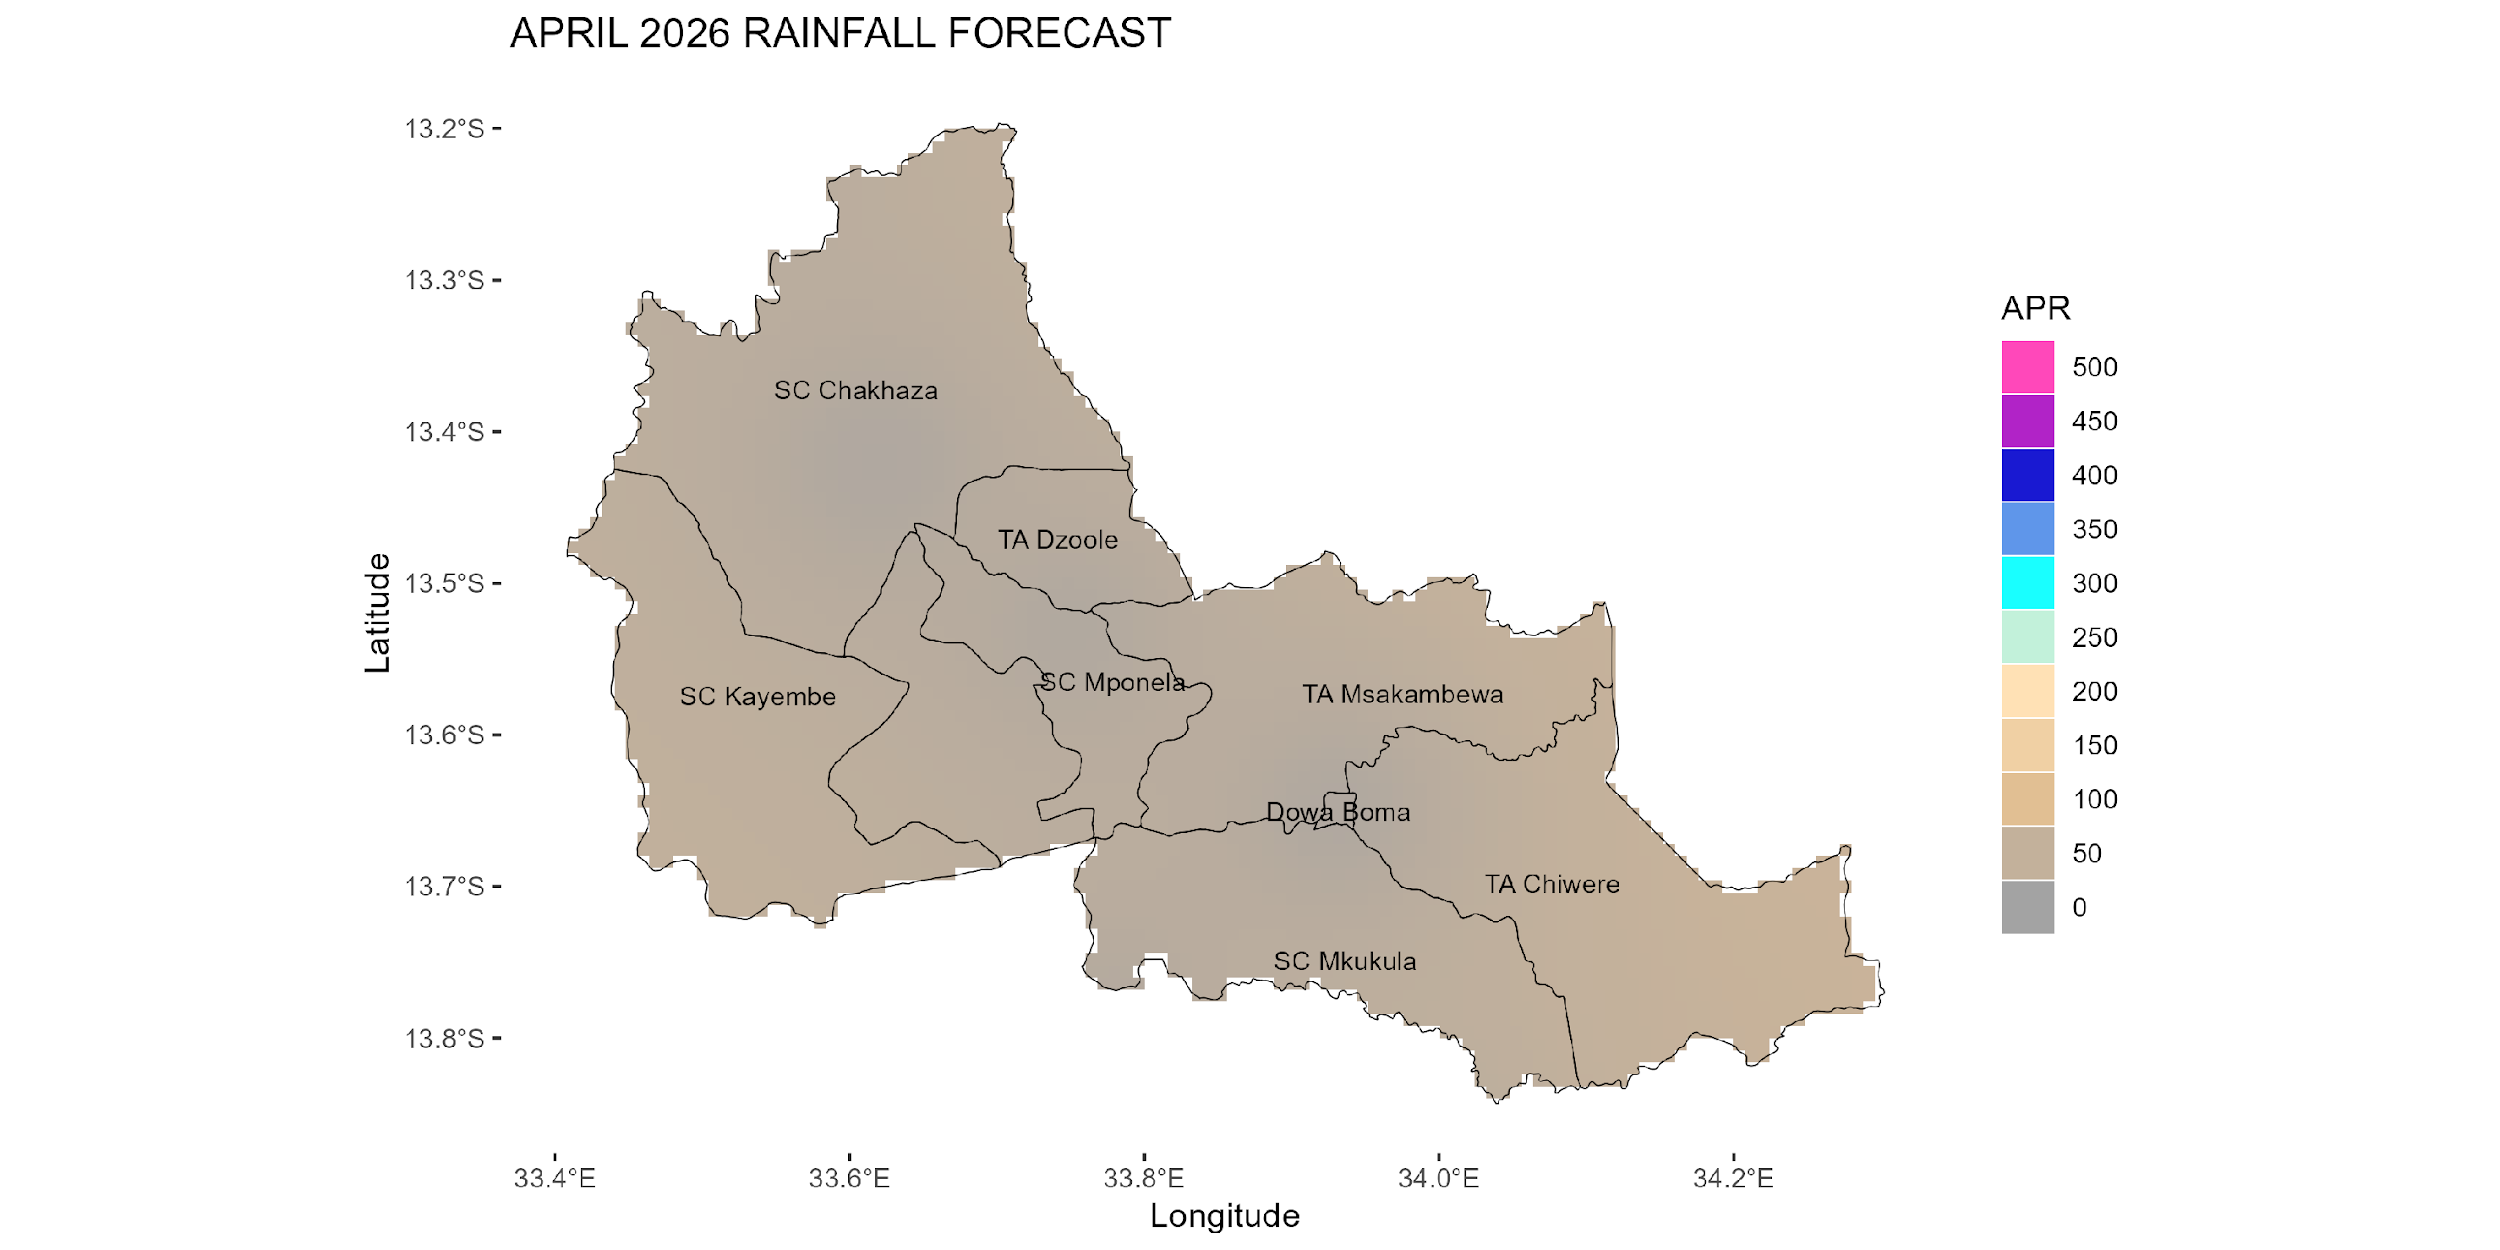 APRIL 2026 RAINFALL FORECAST
13.2°S
13.3°S
13.4°S
13.5°S
13.6°S
13.7°S
13.8°S
Latitude
SC Chakhaza
TA Dzoole
SC Kayembe
SC Mponela
TA Msakambewa
Dowa Boma
TA Chiwere
SC Mkukula
33.4°E
33.6°E
33.8°E
34.0°E
34.2°E
Longitude
APR
500
450
400
350
300
250
200
150
100
50
0